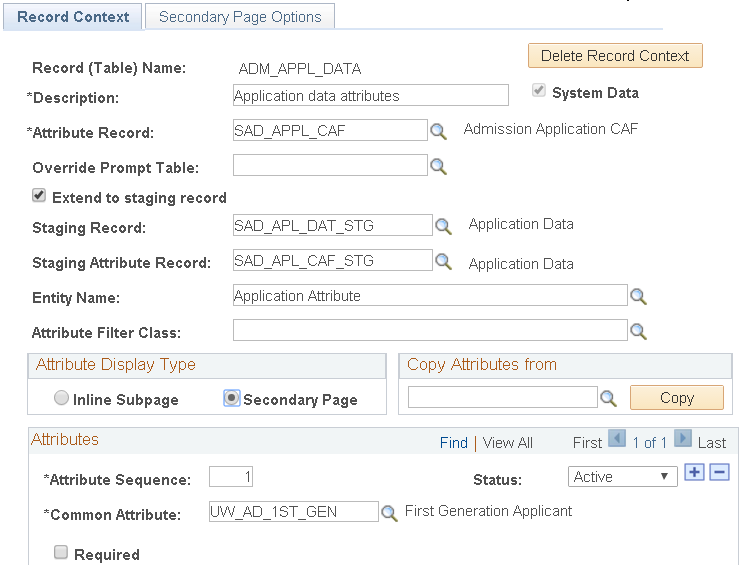 Record Context Secondary Page Options
Delete Record Context
Record (Table) Name: ADM_APPL_DATA
*Description: Application data attributes System Data
*Attribute Record: SAD_APPL_CAF Admission Application CAF
Override Prompt Table:
Extend to staging record
Staging Record: SAD_APL_DAT_STG Application Data
Staging Attribute Record: SAD_APL_CAF_STG Application Data
Entity Name: Application Attribute
Attribute Filter Class:
Attribute Display Type Copy Attributes from
Inline Subpage Secondary Page Copy
Attributes Find | View All First 1 of 1 Last
*Attribute Sequence: 1 Status: Active
*Common Attribute: UW_AD_1ST_GEN First Generation Applicant
Required